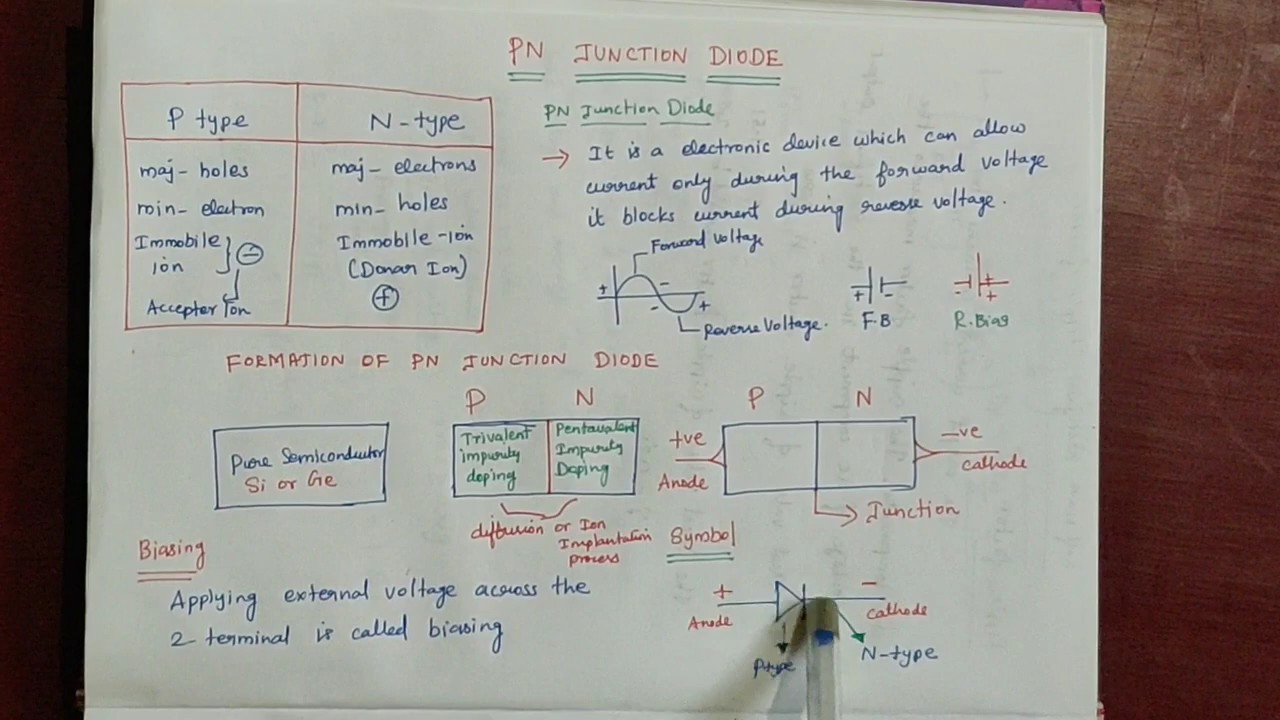 PN JUNCTION DIODE
P type
N-type
maj- holes
maj- electrons
min- electron
min- holes
Immobile
ion
Immobile -ion
(Donar Ion)
Acceptor Ion
PN Junction Diode
→ It is a electronic device which can allow
current only during the forward voltage
it blocks current during reverse voltage.
Forward Voltage
+
-
-
+
Reverse Voltage.
+ -
F.B
- +
+
R.Bias
FORMATION OF PN JUNCTION DIODE
Pure Semiconductor
Si or Ge
P N
Trivalent
impurity
doping
Pentavalent
Impurity
Doping
diffusion or Ion
Implantation
process
P N
+ve
Anode
-ve
cathode
Junction
Biasing
Applying external voltage across the
2- terminal is called biasing
Symbol
+
Anode
-
cathode
Ptype
N-type